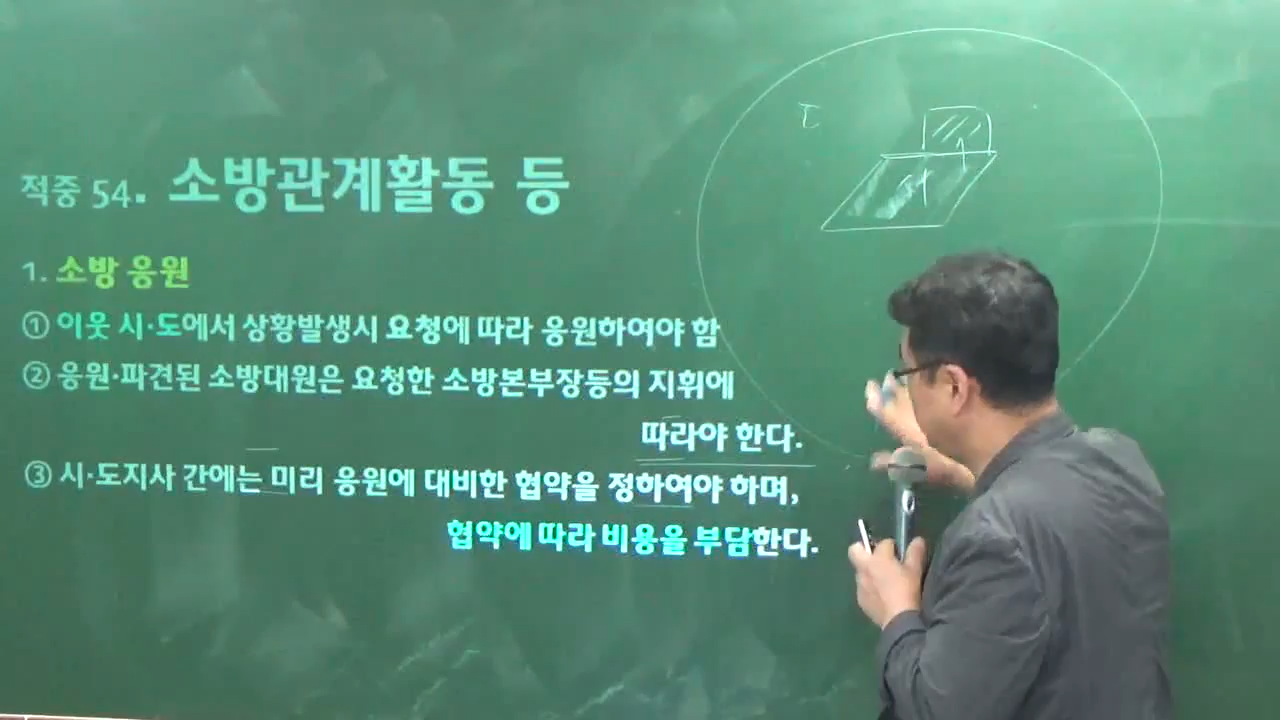 적중 54. 소방관계활동 등
1. 소방 응원
① 이웃 시·도에서 상황발생시 요청에 따라 응원하여야 함
② 응원·파견된 소방대원은 요청한 소방본부장등의 지휘에
따라야 한다.
③ 시·도지사 간에는 미리 응원에 대비한 협약을 정하여야 하며,
협약에 따라 비용을 부담한다.